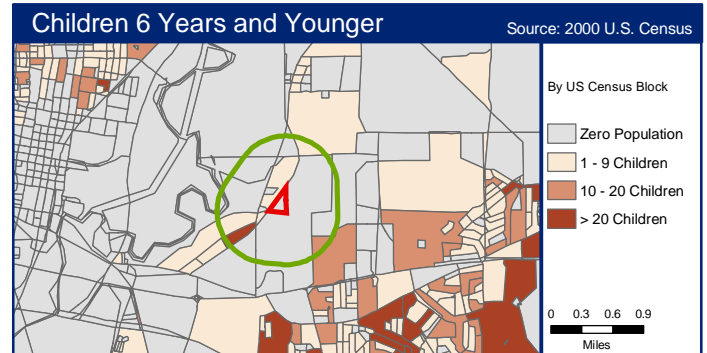 Children 6 Years and Younger
Source: 2000 U.S. Census
By US Census Block
Zero Population
1 - 9 Children
10 - 20 Children
> 20 Children
0 0.3 0.6 0.9
Miles